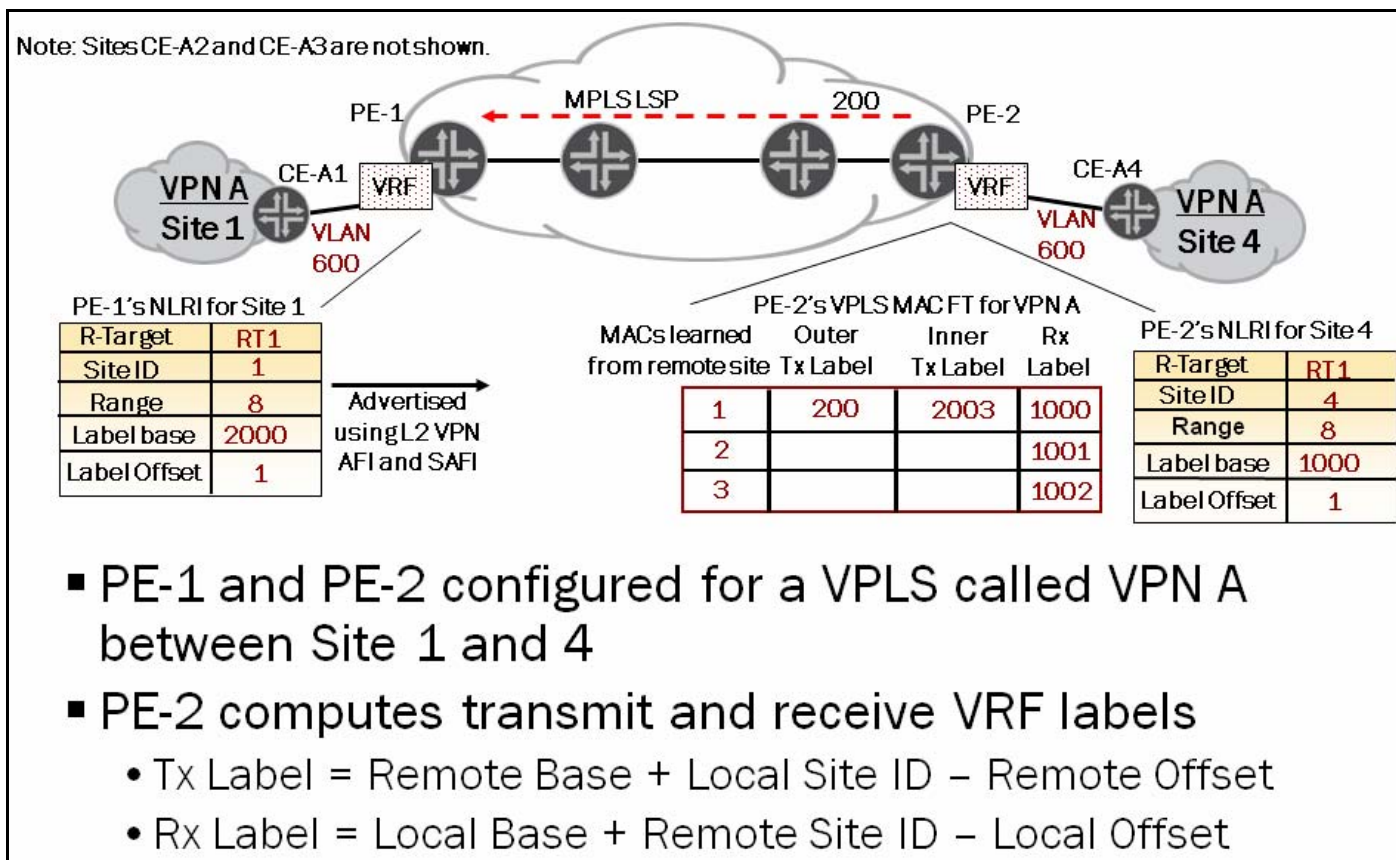 Note: Sites CE-A2 and CE-A3 are not shown.
PE-1
MPLS LSP
200
PE-2
VPN A
Site 1
CE-A1
VRF
VLAN
600
VRF
CE-A4
VLAN
600
VPN A
Site 4
PE-1's NLRI for Site 1
R-Target RT1
Site ID 1
Range 8
Label base 2000
Label Offset 1
Advertised
using L2 VPN
AFI and SAFI
PE-2's VPLS MAC FT for VPN A
MACs learned Outer Inner Rx
from remote site Tx Label Tx Label Label
1 200 2003 1000
2 1001
3 1002
PE-2's NLRI for Site 4
R-Target RT1
Site ID 4
Range 8
Label base 1000
Label Offset 1
▪ PE-1 and PE-2 configured for a VPLS called VPN A
between Site 1 and 4
▪ PE-2 computes transmit and receive VRF labels
• Tx Label = Remote Base + Local Site ID – Remote Offset
• Rx Label = Local Base + Remote Site ID – Local Offset